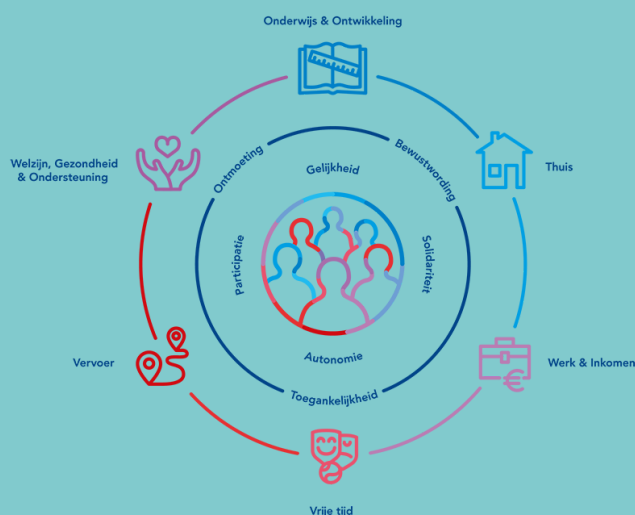 Onderwijs & Ontwikkeling
Welzijn, Gezondheid
& Ondersteuning
Thuis
Ontmoeting
Bewustwording
Gelijkheid
Participatie
Solidariteit
Autonomie
Toegankelijkheid
Vervoer
Werk & Inkomen
Vrije tijd